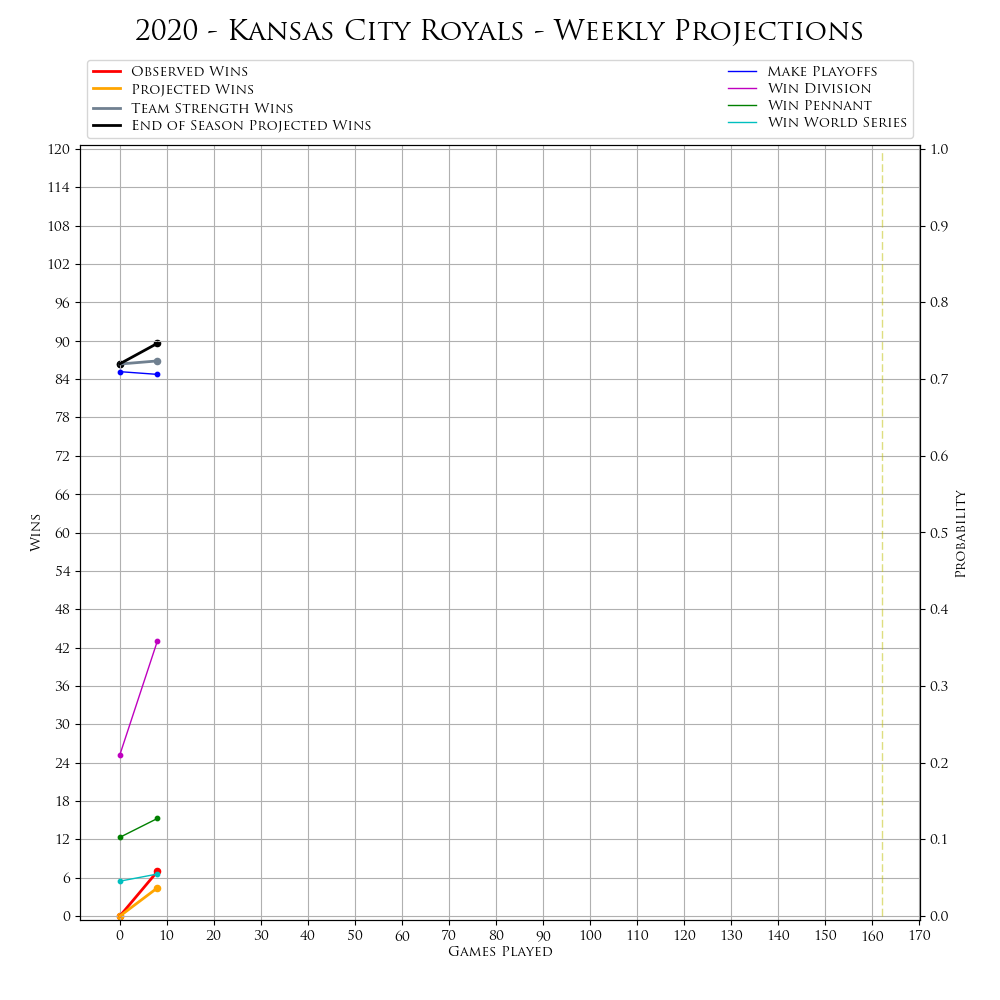 2020 - Kansas City Royals - Weekly Projections
Observed Wins
Projected Wins
Team Strength Wins
End of Season Projected Wins
Make Playoffs
Win Division
Win Pennant
Win World Series
120
114
108
102
96
90
84
78
72
66
60
54
48
42
36
30
24
18
12
6
0
Wins
1.0
0.9
0.8
0.7
0.6
0.5
0.4
0.3
0.2
0.1
0.0
Probability
0 10 20 30 40 50 60 70 80 90 100 110 120 130 140 150 160 170
Games Played